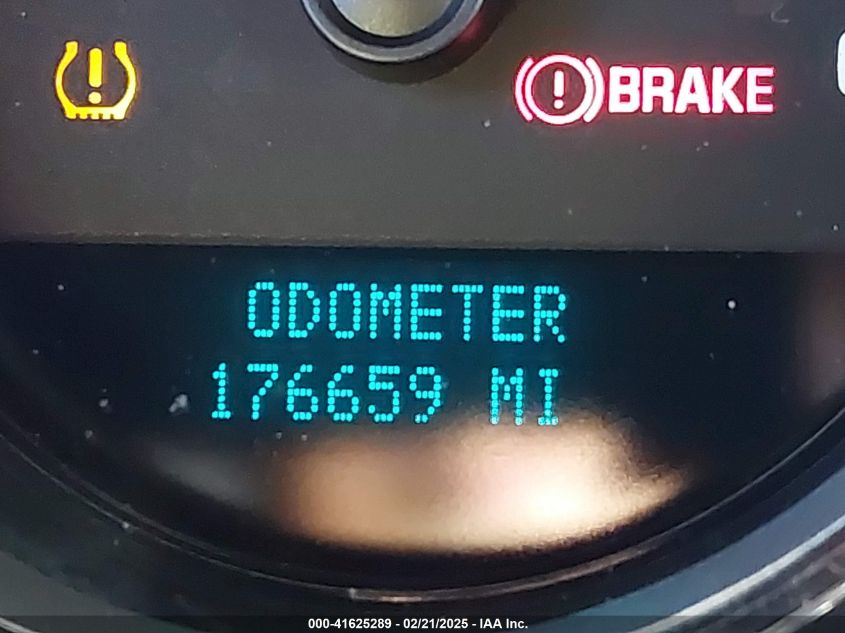 BRAKE
ODOMETER
176659 MI
000-41625289 - 02/21/2025 - IAA Inc.